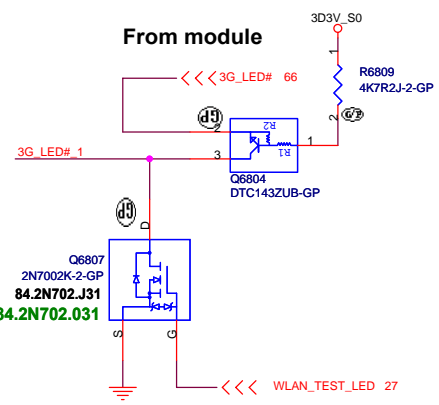 3D3V_S0
From module
1
R6809
4K7R2J-2-GP
2
G/P
3G_LED# 66
GP
2
R2
R1
1
3G_LED#_1
3
Q6804
DTC143ZUB-GP
GP
D
Q6807
2N7002K-2-GP
84.2N702.J31
84.2N702.031
S
G
WLAN_TEST_LED 27